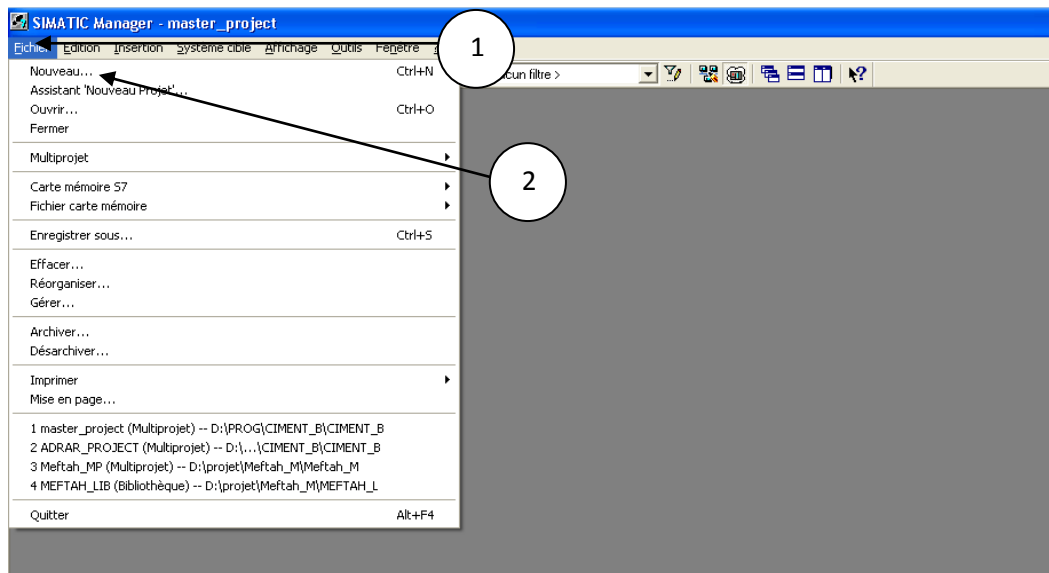 SIMATIC Manager - master_project
Fichier Edition Insertion Système cible Affichage Outils Fenêtre
1
Nouveau... Ctrl+N
cun filtre >
Assistant 'Nouveau Projet'...
Ouvrir... Ctrl+O
Fermer
Multiprojet
2
Carte mémoire S7
Fichier carte mémoire
Enregistrer sous... Ctrl+S
Effacer...
Réorganiser...
Gérer...
Archiver...
Désarchiver...
Imprimer
Mise en page...
1 master_project (Multiprojet) -- D:\PROG\CIMENT_B\CIMENT_B
2 ADRAR_PROJECT (Multiprojet) -- D:\...\CIMENT_B\CIMENT_B
3 Meftah_MP (Multiprojet) -- D:\projet\Meftah_M\Meftah_M
4 MEFTAH_LIB (Bibliothèque) -- D:\projet\Meftah_M\MEFTAH_L
Quitter Alt+F4